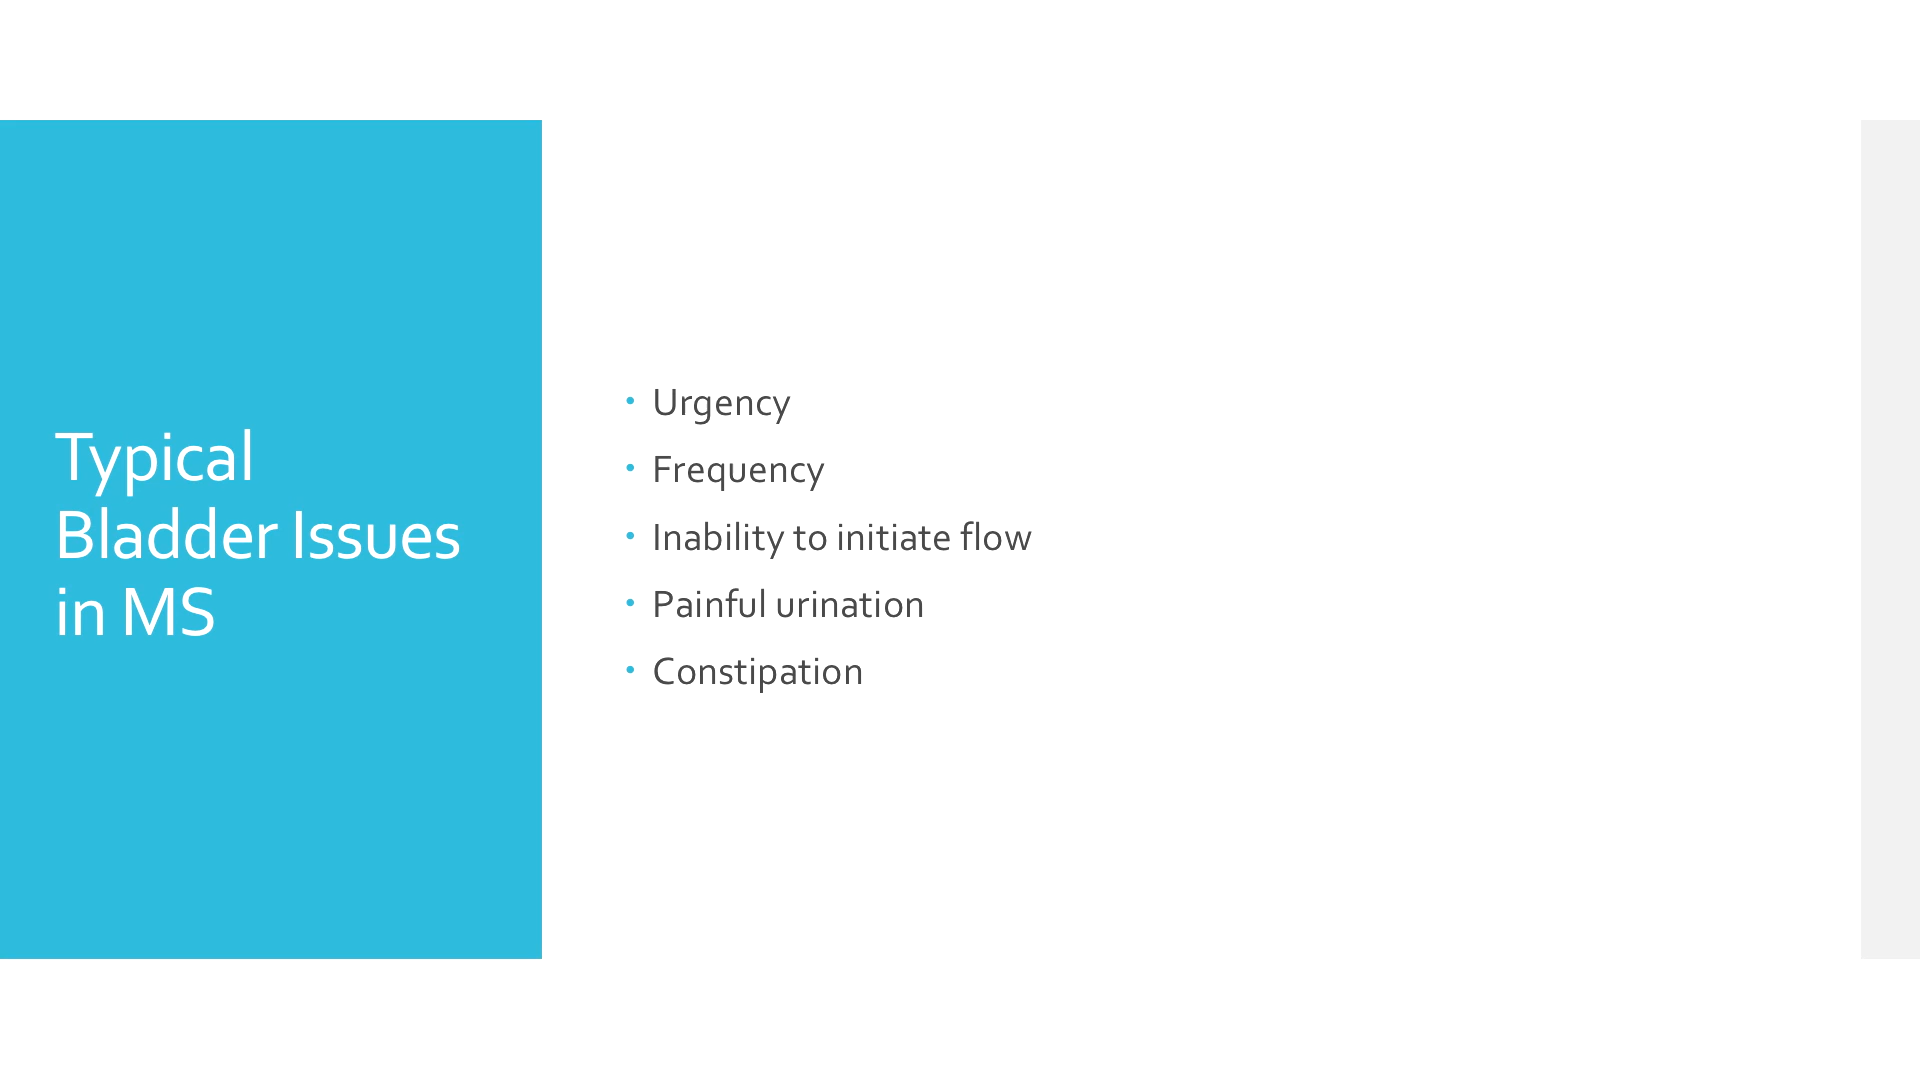 Typical
Bladder Issues
in MS
• Urgency
• Frequency
• Inability to initiate flow
• Painful urination
• Constipation